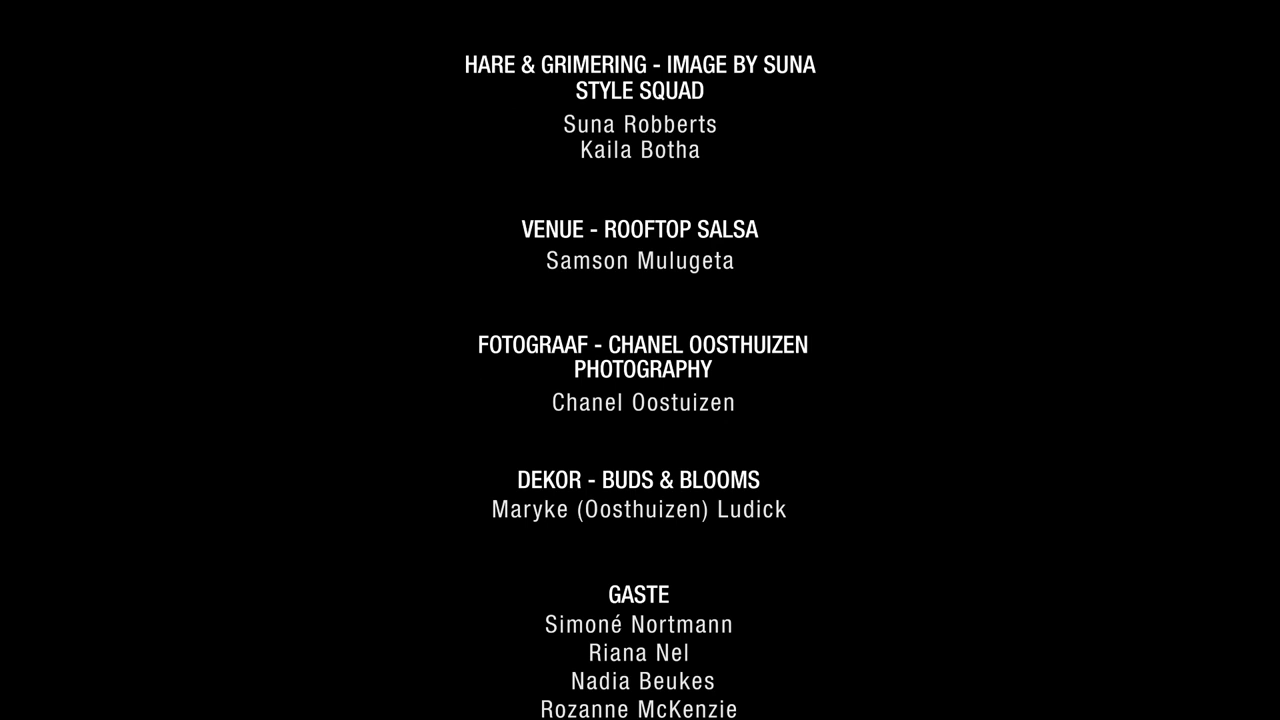 HARE & GRIMERING - IMAGE BY SUNA
STYLE SQUAD
Suna Robberts
Kaila Botha
VENUE - ROOFTOP SALSA
Samson Mulugeta
FOTOGRAAF - CHANEL OOSTHUIZEN
PHOTOGRAPHY
Chanel Oostuizen
DEKOR - BUDS & BLOOMS
Maryke (Oosthuizen) Ludick
GASTE
Simoné Nortmann
Riana Nel
Nadia Beukes
Rozanne McKenzie